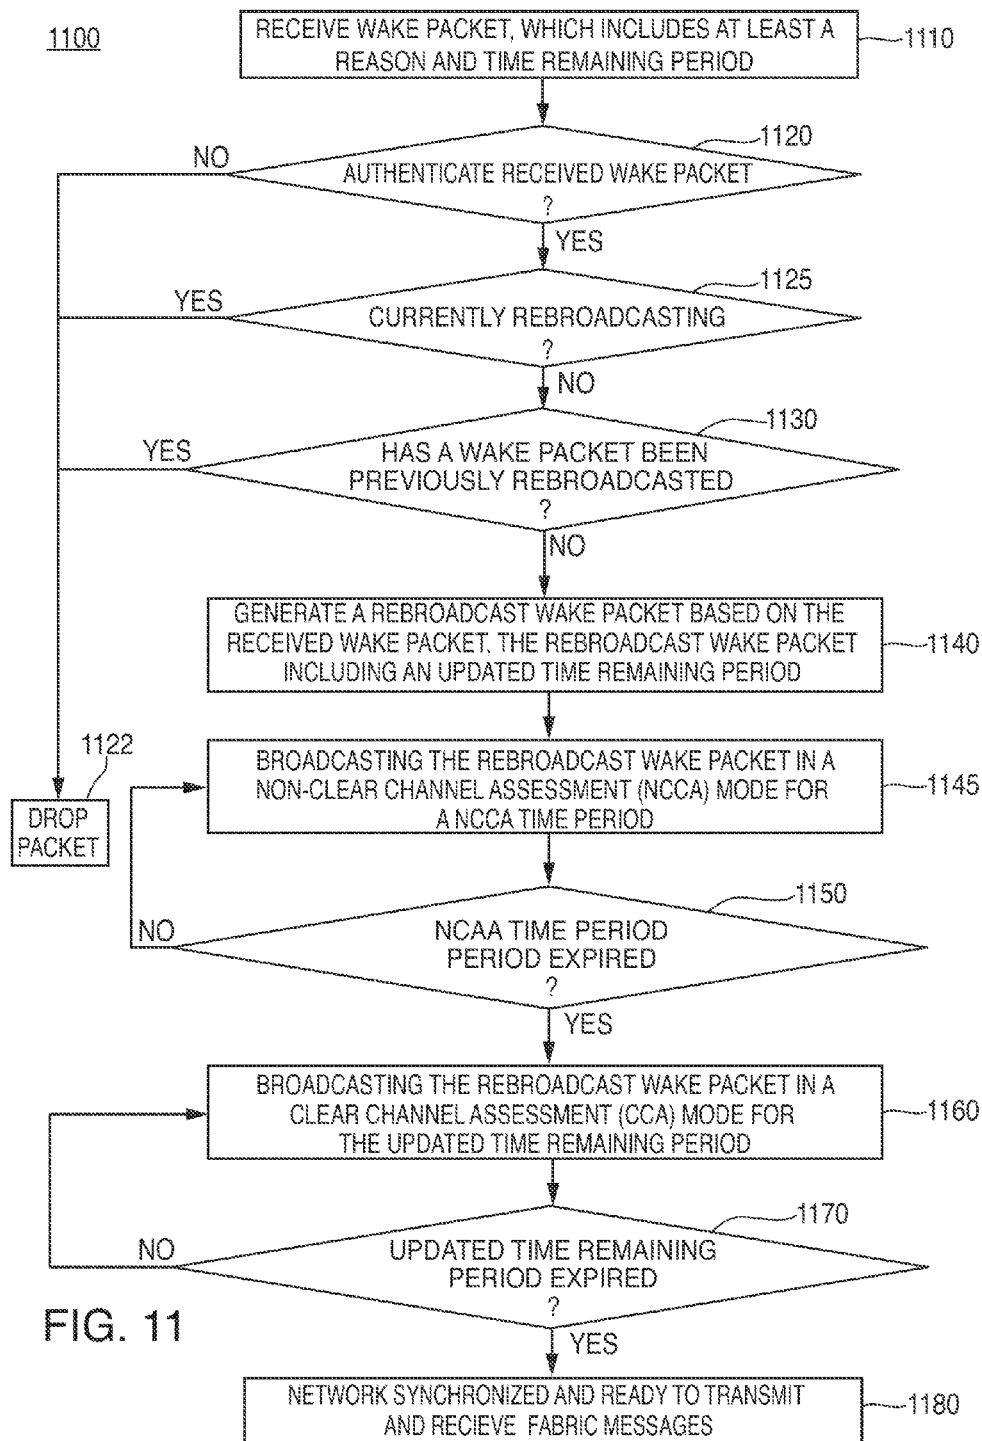 1100
RECEIVE WAKE PACKET, WHICH INCLUDES AT LEAST A
REASON AND TIME REMAINING PERIOD
1110
1120
NO
AUTHENTICATE RECEIVED WAKE PACKET
?
YES
1125
YES
CURRENTLY REBROADCASTING
?
NO
1130
YES
HAS A WAKE PACKET BEEN
PREVIOUSLY REBROADCASTED
?
NO
GENERATE A REBROADCAST WAKE PACKET BASED ON THE
RECEIVED WAKE PACKET, THE REBROADCAST WAKE PACKET
INCLUDING AN UPDATED TIME REMAINING PERIOD
1140
1122
DROP
PACKET
BROADCASTING THE REBROADCAST WAKE PACKET IN A
NON-CLEAR CHANNEL ASSESSMENT (NCCA) MODE FOR
A NCCA TIME PERIOD
1145
1150
NO
NCAA TIME PERIOD
PERIOD EXPIRED
?
YES
BROADCASTING THE REBROADCAST WAKE PACKET IN A
CLEAR CHANNEL ASSESSMENT (CCA) MODE FOR
THE UPDATED TIME REMAINING PERIOD
1160
1170
NO
UPDATED TIME REMAINING
PERIOD EXPIRED
?
YES
FIG. 11
NETWORK SYNCHRONIZED AND READY TO TRANSMIT
AND RECIEVE FABRIC MESSAGES
1180